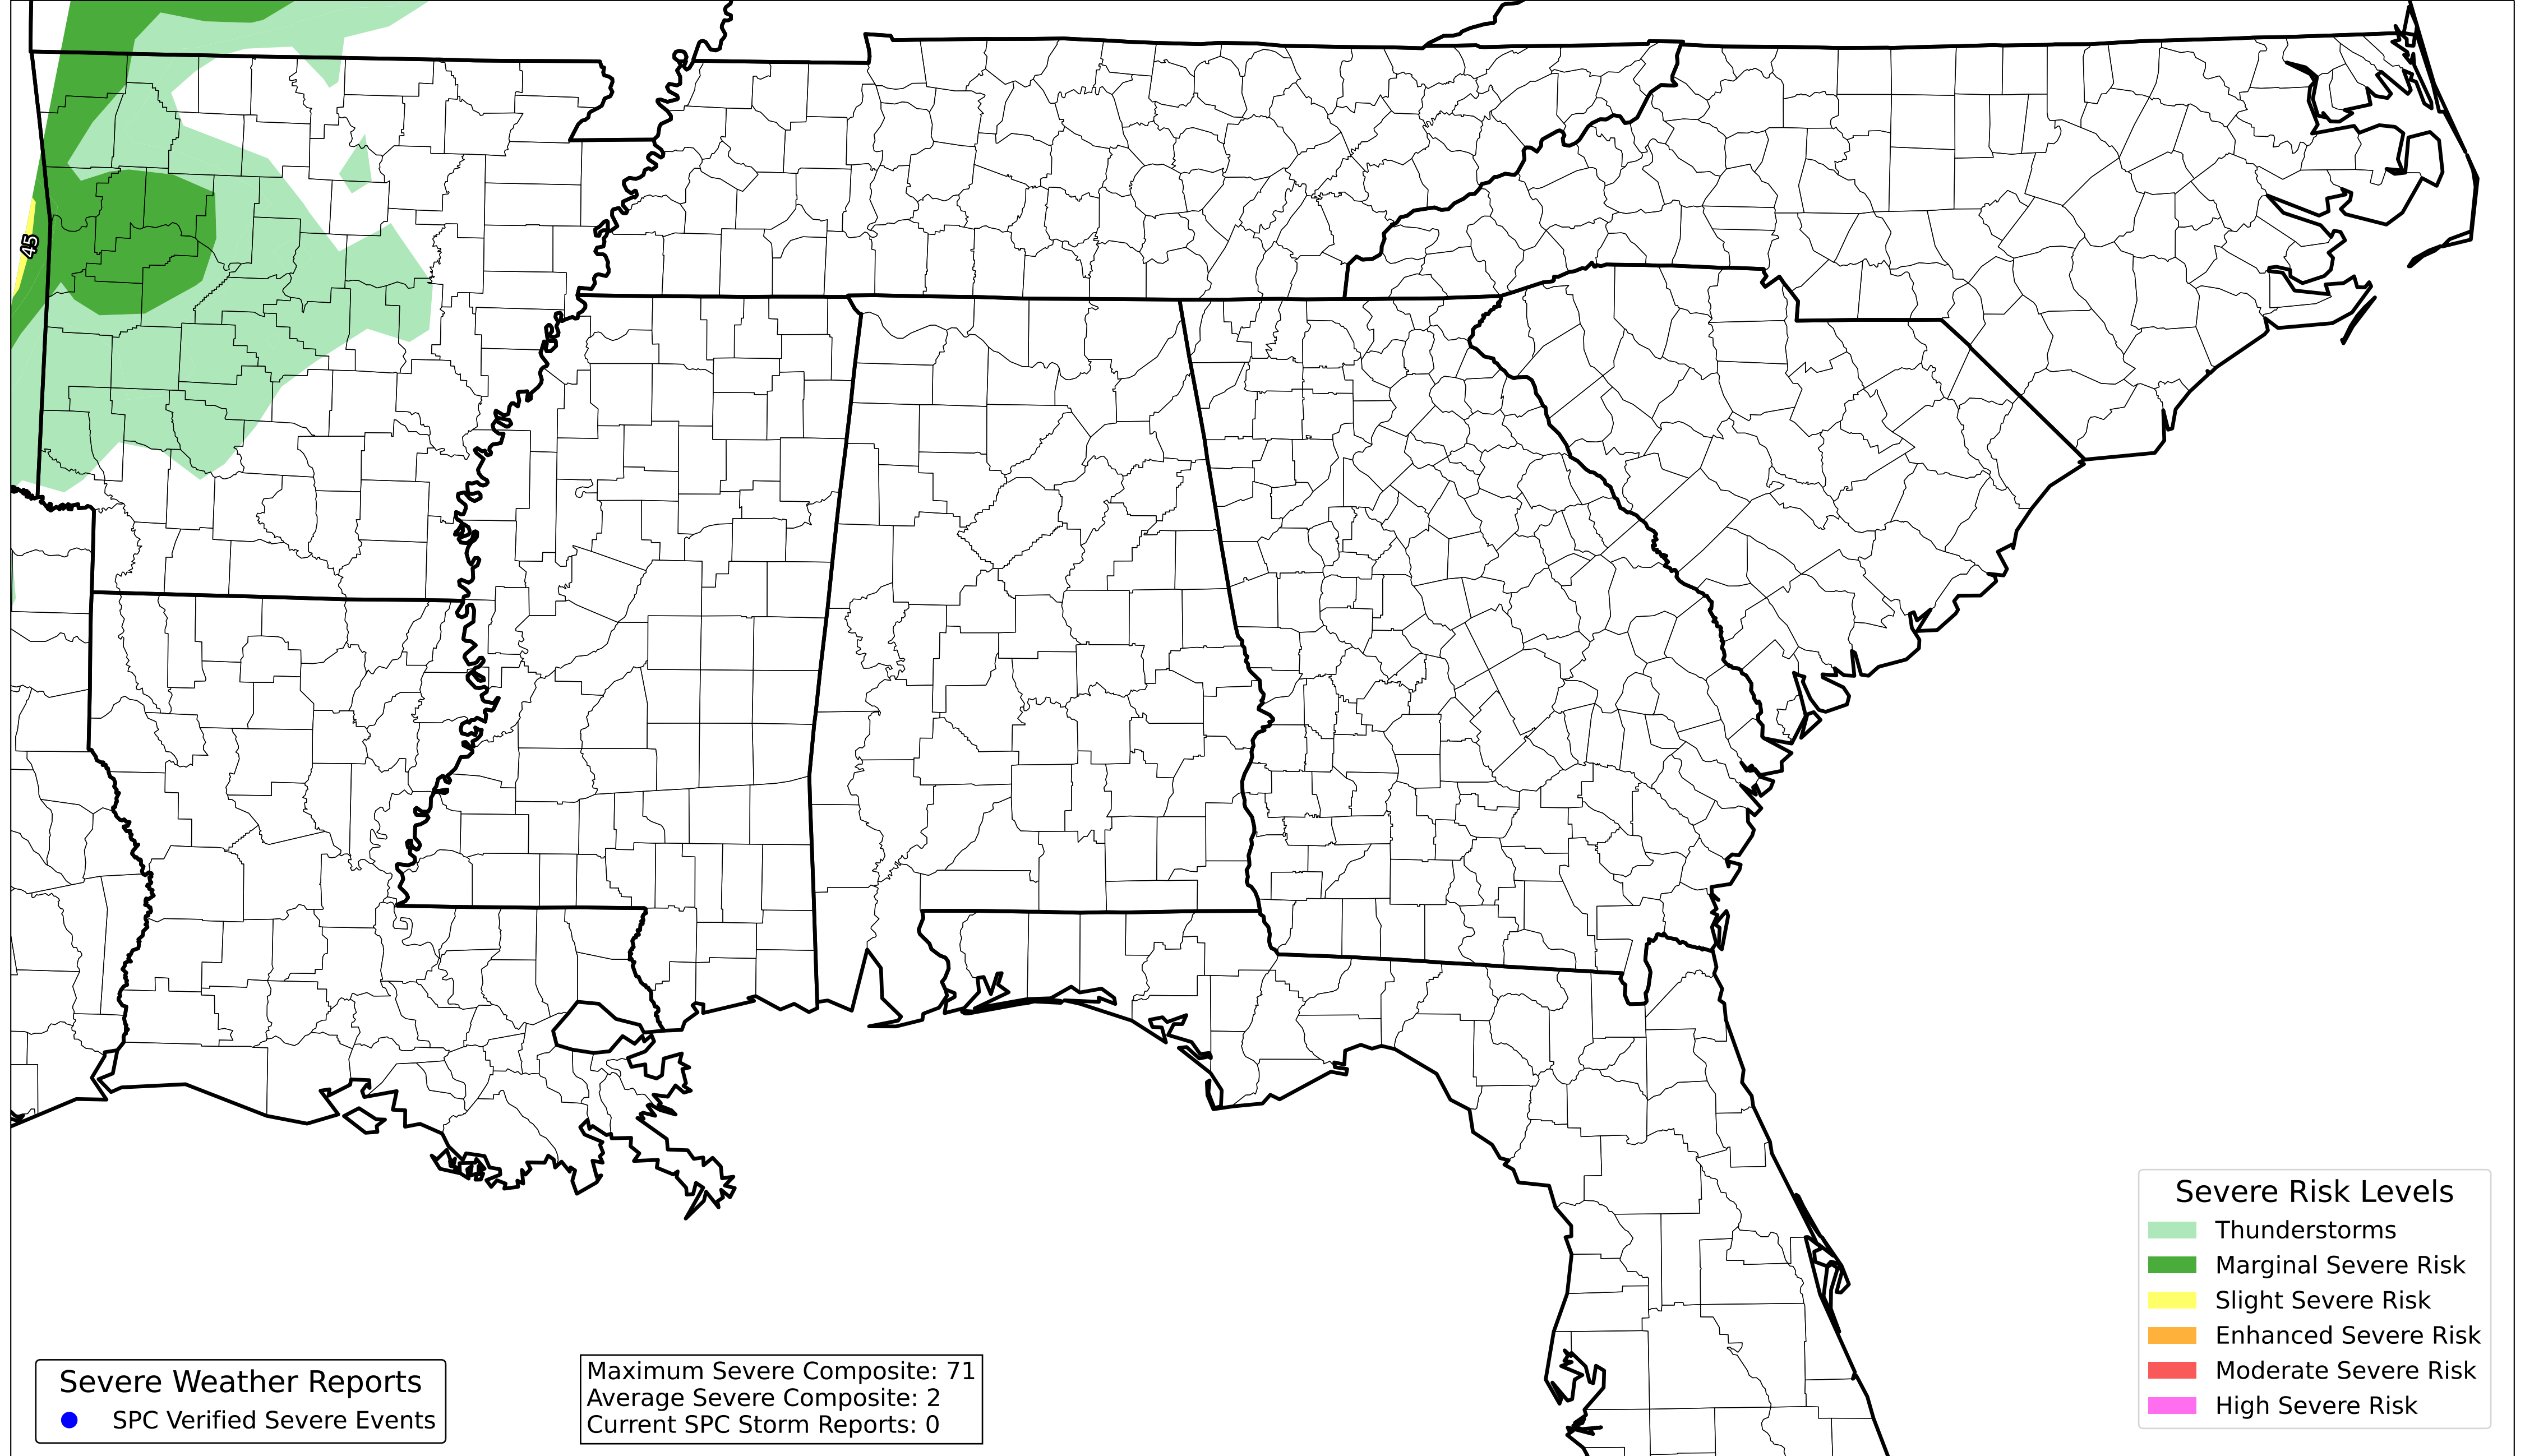 45
Severe Risk Levels
Thunderstorms
Marginal Severe Risk
Slight Severe Risk
Enhanced Severe Risk
Moderate Severe Risk
High Severe Risk
Severe Weather Reports
SPC Verified Severe Events
Maximum Severe Composite: 71
Average Severe Composite: 2
Current SPC Storm Reports: 0